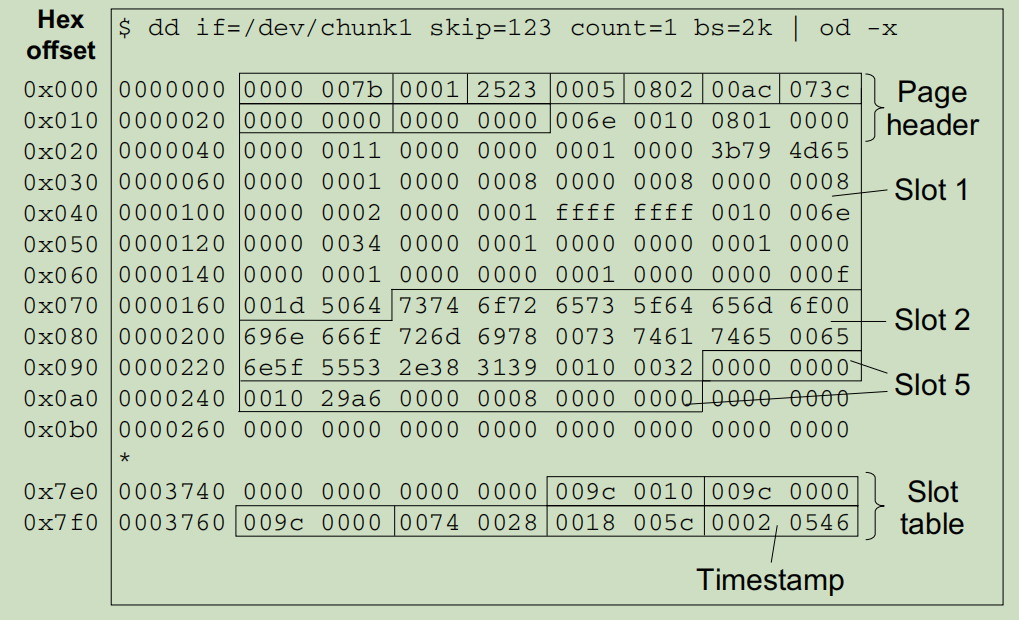 Hex
offset
$ dd if=/dev/chunk1 skip=123 count=1 bs=2k | od -x
0x000 0000000 0000 007b 0001 2523 0005 0802 00ac 073c
Page
header
0x010 0000020 0000 0000 0000 0000 006e 0010 0801 0000
0x020 0000040 0000 0011 0000 0000 0001 0000 3b79 4d65
0x030 0000060 0000 0001 0000 0008 0000 0008 0000 0008
Slot 1
0x040 0000100 0000 0002 0000 0001 ffff ffff 0010 006e
0x050 0000120 0000 0034 0000 0001 0000 0000 0001 0000
0x060 0000140 0000 0001 0000 0000 0001 0000 0000 000f
0x070 0000160 001d 5064 7374 6f72 6573 5f64 656d 6f00
Slot 2
0x080 0000200 696e 666f 726d 6978 0073 7461 7465 0065
0x090 0000220 6e5f 5553 2e38 3139 0010 0032 0000 0000
Slot 5
0x0a0 0000240 0010 29a6 0000 0008 0000 0000 0000 0000
0x0b0 0000260 0000 0000 0000 0000 0000 0000 0000 0000
*
0x7e0 0003740 0000 0000 0000 0000 009c 0010 009c 0000
Slot
table
0x7f0 0003760 009c 0000 0074 0028 0018 005c 0002 0546
Timestamp